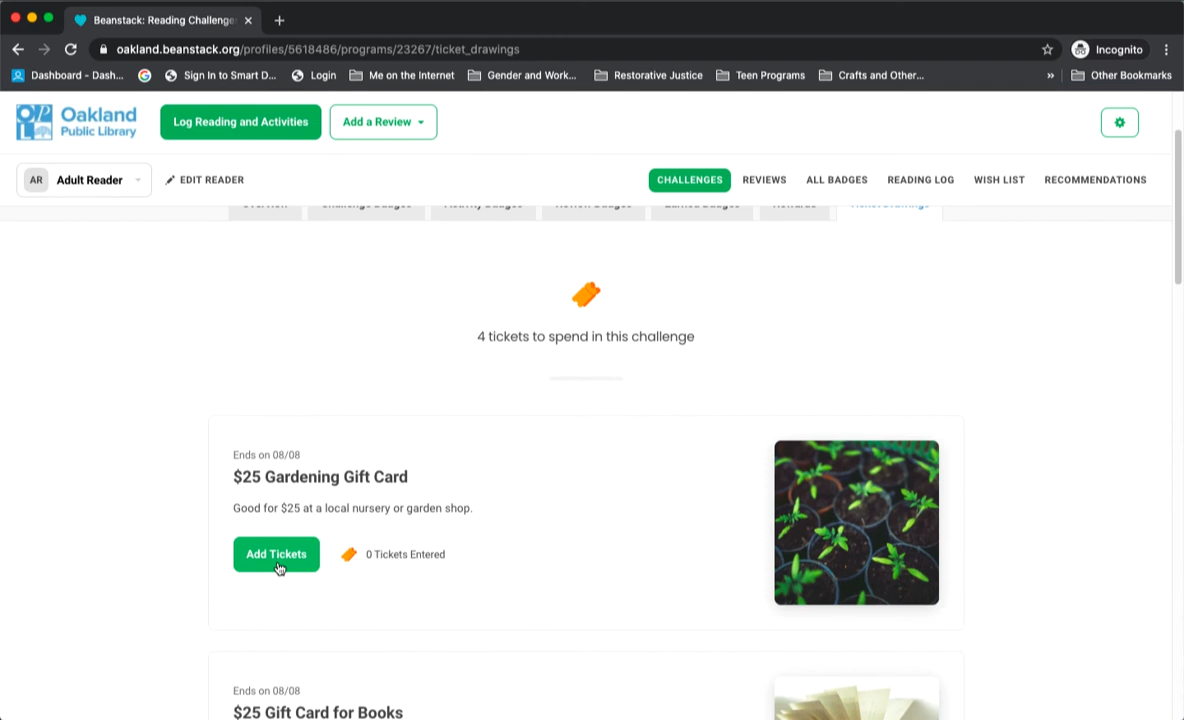 Beanstack: Reading Challenge
oakland.beanstack.org/profiles/5618486/programs/23267/ticket_drawings
Incognito
Dashboard - Dash...
Sign In to Smart D...
Login
Me on the Internet
Gender and Work...
Restorative Justice
Teen Programs
Crafts and Other...
»
Other Bookmarks
OPL
Oakland
Public Library
Log Reading and Activities
Add a Review
AR
Adult Reader
EDIT READER
CHALLENGES
REVIEWS
ALL BADGES
READING LOG
WISH LIST
RECOMMENDATIONS
4 tickets to spend in this challenge
Ends on 08/08
$25 Gardening Gift Card
Good for $25 at a local nursery or garden shop.
Add Tickets
0 Tickets Entered
Ends on 08/08
$25 Gift Card for Books